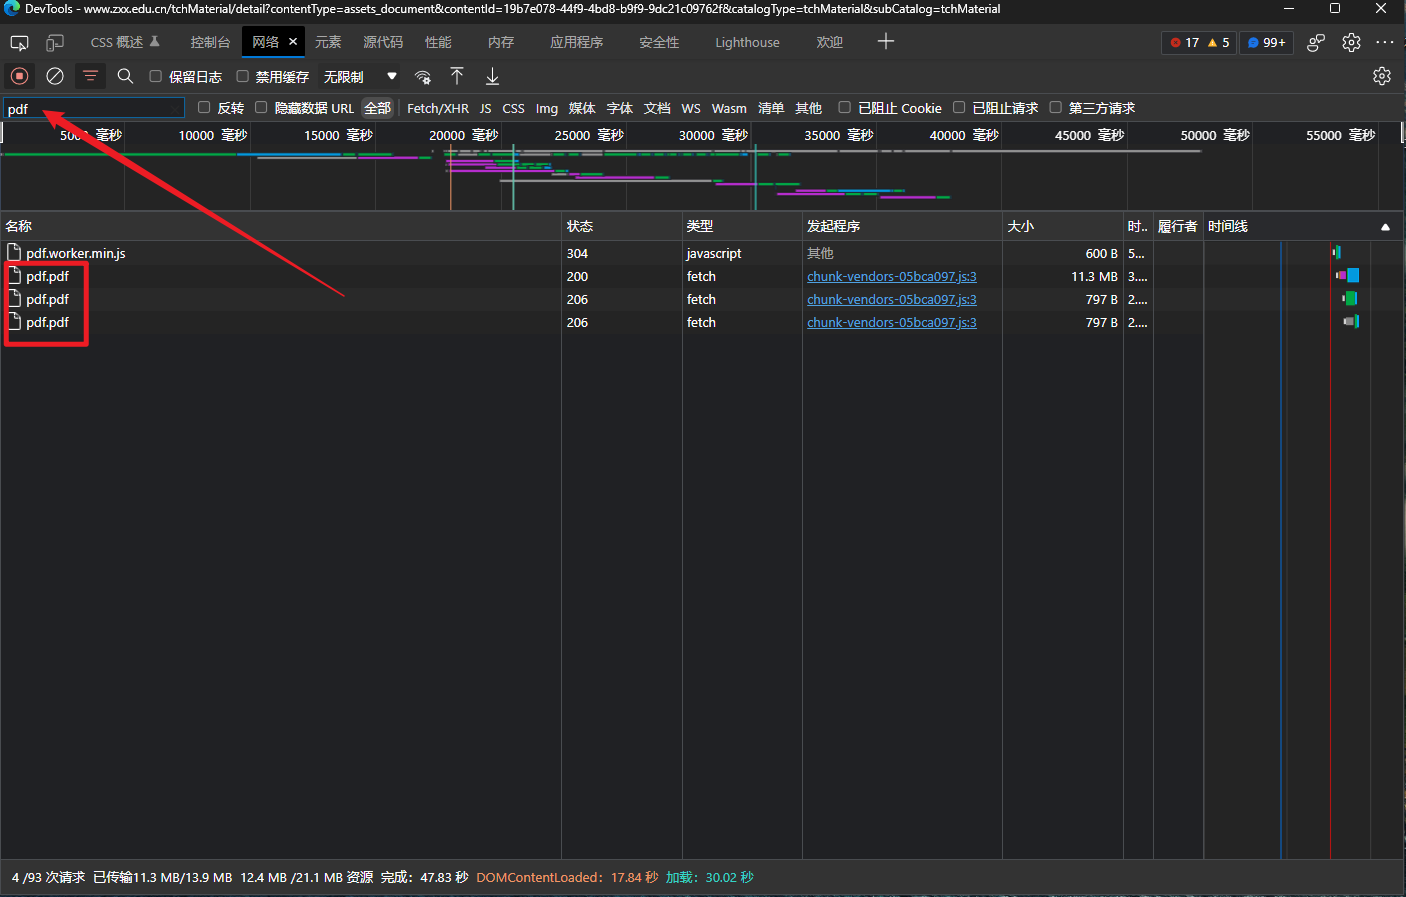 DevTools - www.zxx.edu.cn/tchMaterial/detail?contentType=assets_document&contentId=19b7e078-44f9-4bd8-b9f9-9dc21c09762f&catalogType=tchMaterial&subCatalog=tchMaterial
CSS 概述 控制台 网络 × 元素 源代码 性能 内存 应用程序 安全性 Lighthouse 欢迎 + 17 5 99+ ...
保留日志 禁用缓存 无限制
pdf 反转 隐藏数据 URL 全部 Fetch/XHR JS CSS Img 媒体 字体 文档 WS Wasm 清单 其他 已阻止 Cookie 已阻止请求 第三方请求
5000 毫秒 10000 毫秒 15000 毫秒 20000 毫秒 25000 毫秒 30000 毫秒 35000 毫秒 40000 毫秒 45000 毫秒 50000 毫秒 55000 毫秒
名称 状态 类型 发起程序 大小 时.. 履行者 时间线
pdf.worker.min.js 304 javascript 其他 600 B 5...
pdf.pdf 200 fetch chunk-vendors-05bca097.js:3 11.3 MB 3....
pdf.pdf 206 fetch chunk-vendors-05bca097.js:3 797 B 2....
pdf.pdf 206 fetch chunk-vendors-05bca097.js:3 797 B 2....
4 /93 次请求 已传输11.3 MB/13.9 MB 12.4 MB /21.1 MB 资源 完成：47.83 秒 DOMContentLoaded：17.84 秒 加载：30.02 秒